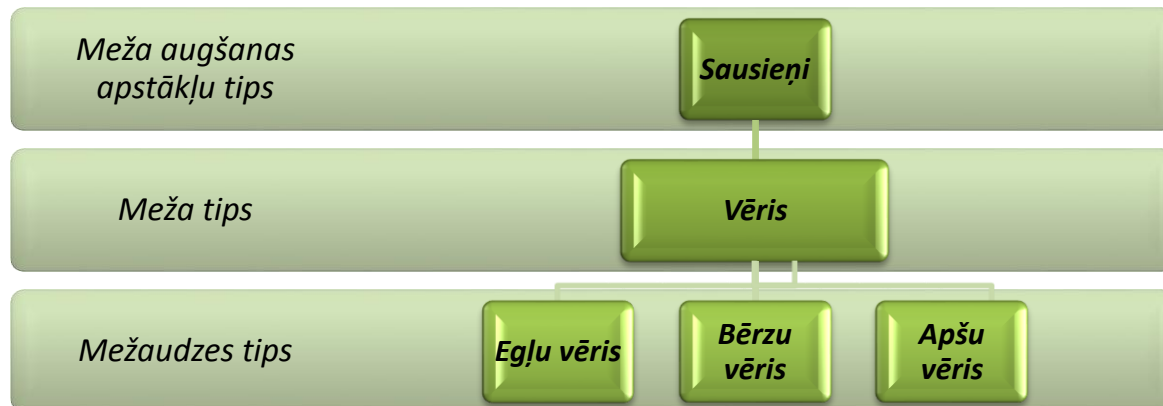 Meža augšanas
apstākļu tips
Sausieņi
Meža tips
Vēris
Mežaudzes tips
Egļu vēris
Bērzu
vēris
Apšu
vēris